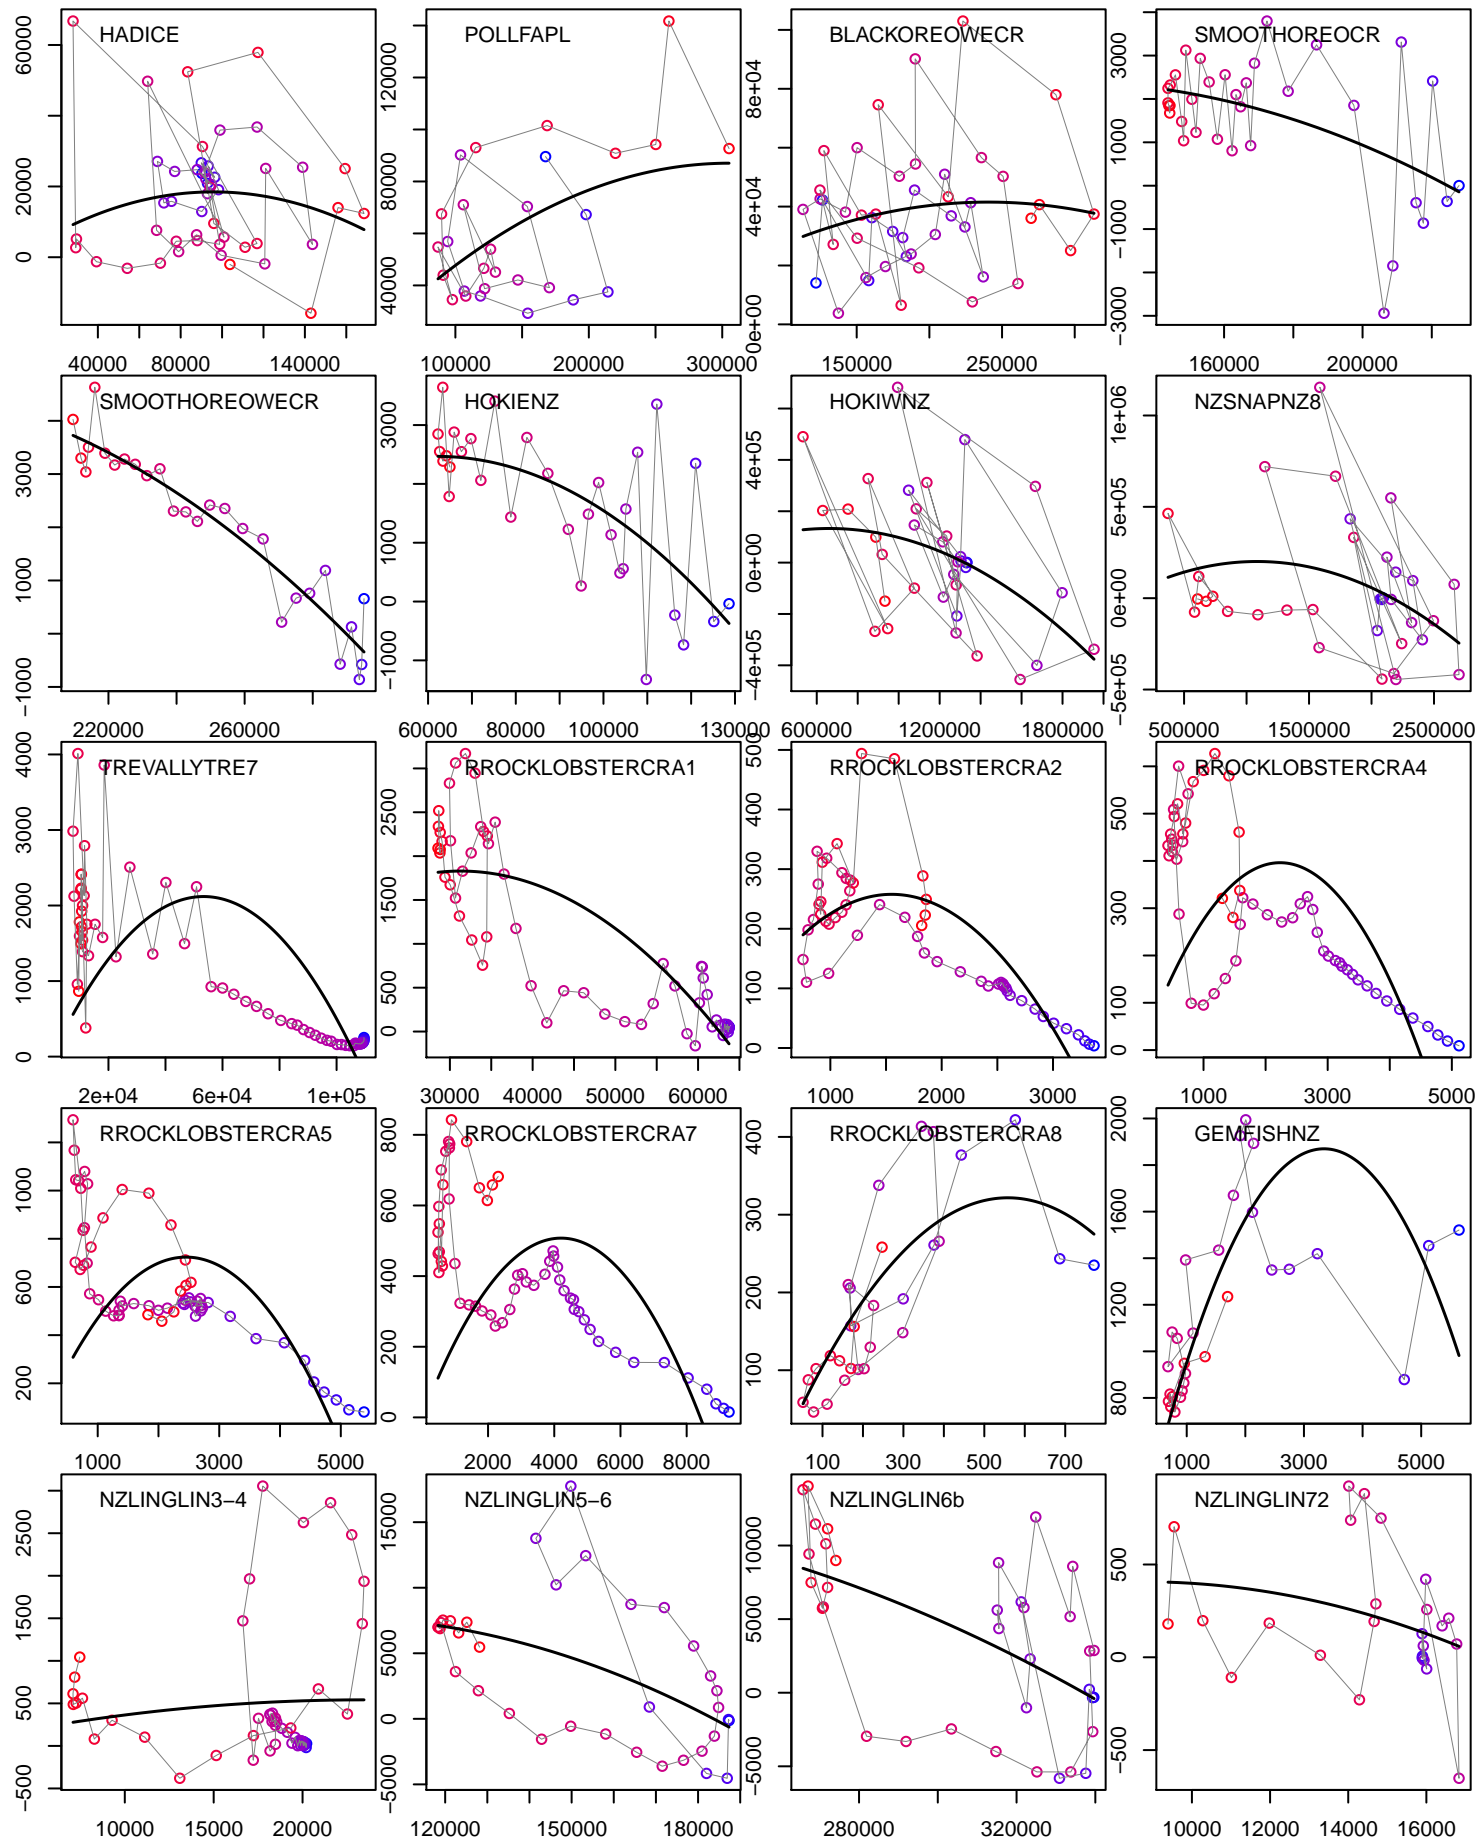 HADICE
POLLFAPL
BLACKOREOWECR
SMOOTHOREOCR
0 20000 60000
40000 80000 120000
0e+00 4e+04 8e+04
−3000 −1000 1000 3000
40000 80000 140000
100000 200000 300000
150000 250000
160000 200000
SMOOTHOREOWECR
HOKIENZ
HOKIWNZ
NZSNAPNZ8
−1000 1000 3000
−1000 0 1000 3000
−4e+05 0e+00 4e+05
−5e+05 0e+00 5e+05 1e+06
220000 260000
60000 80000 100000 130000
600000 1200000 1800000
500000 1500000 2500000
TREVALLYTRE7
RROCKLOBSTERCRA1
RROCKLOBSTERCRA2
RROCKLOBSTERCRA4
0 1000 2000 3000 4000
0 500 1500 2500
0 100 200 300 500
0 100 300 500
2e+04 6e+04 1e+05
30000 40000 50000 60000
1000 2000 3000
1000 3000 5000
RROCKLOBSTERCRA5
RROCKLOBSTERCRA7
RROCKLOBSTERCRA8
GEMFISHNZ
200 600 1000
0 200 400 600 800
100 200 300 400
800 1200 1600 2000
1000 3000 5000
2000 4000 6000 8000
100 300 500 700
1000 3000 5000
NZLINGLIN3−4
NZLINGLIN5−6
NZLINGLIN6b
NZLINGLIN72
−500 500 1500 2500
−5000 0 5000 15000
−5000 0 5000 10000
−500 0 500
10000 15000 20000
120000 150000 180000
280000 320000
10000 12000 14000 16000